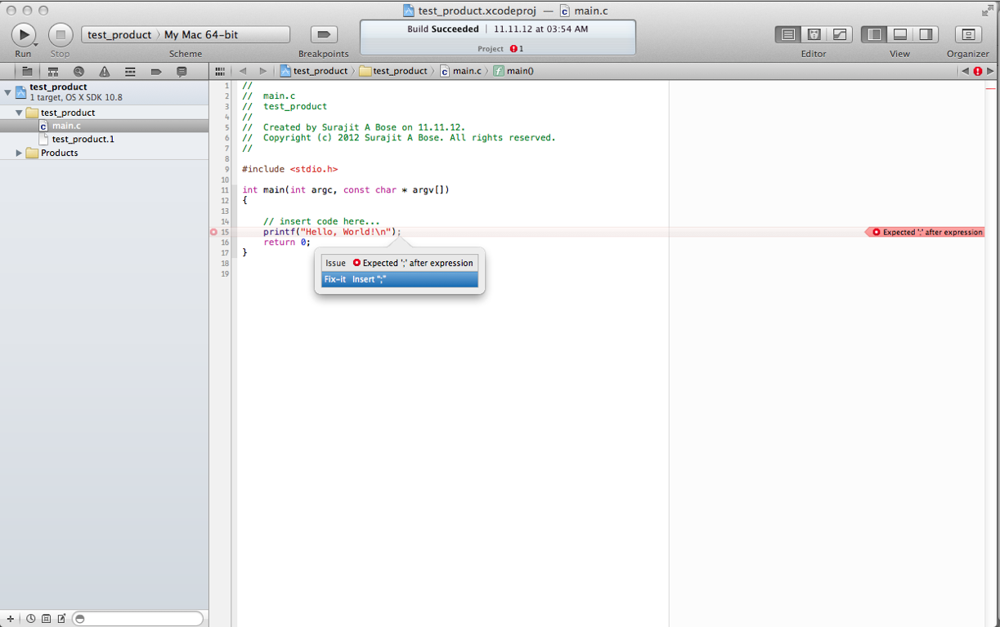 test_product.xcodeproj — main.c
Run
Stop
test_product 〉 My Mac 64-bit
Scheme
Breakpoints
Build Succeeded | 11.11.12 at 03:54 AM
Project 1
Editor
View
Organizer
test_product 〉 test_product 〉 main.c 〉 main()
test_product
1 target, OS X SDK 10.8
test_product
main.c
test_product.1
Products
1 //
2 //  main.c
3 //  test_product
4 //
5 //  Created by Surajit A Bose on 11.11.12.
6 //  Copyright (c) 2012 Surajit A Bose. All rights reserved.
7 //
8
9 #include <stdio.h>
10
11 int main(int argc, const char * argv[])
12 {
13
14     // insert code here...
15     printf("Hello, World!\n");
Expected ';' after expression
16     return 0;
17 }
18
19
Issue Expected ';' after expression
Fix-it Insert ";"